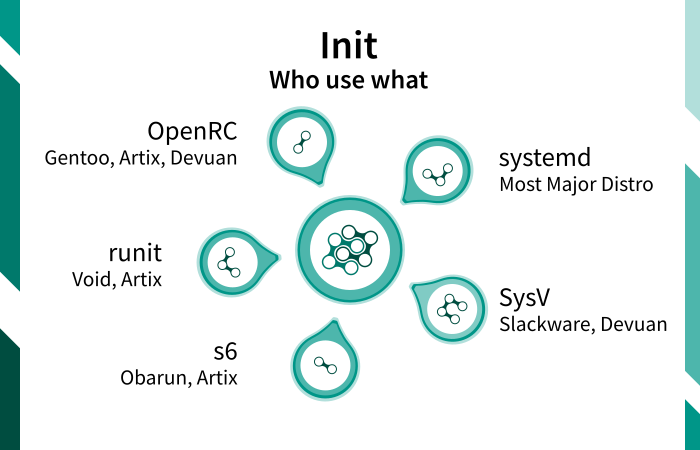 Init
Who use what
OpenRC
Gentoo, Artix, Devuan
systemd
Most Major Distro
runit
Void, Artix
SysV
Slackware, Devuan
s6
Obarun, Artix